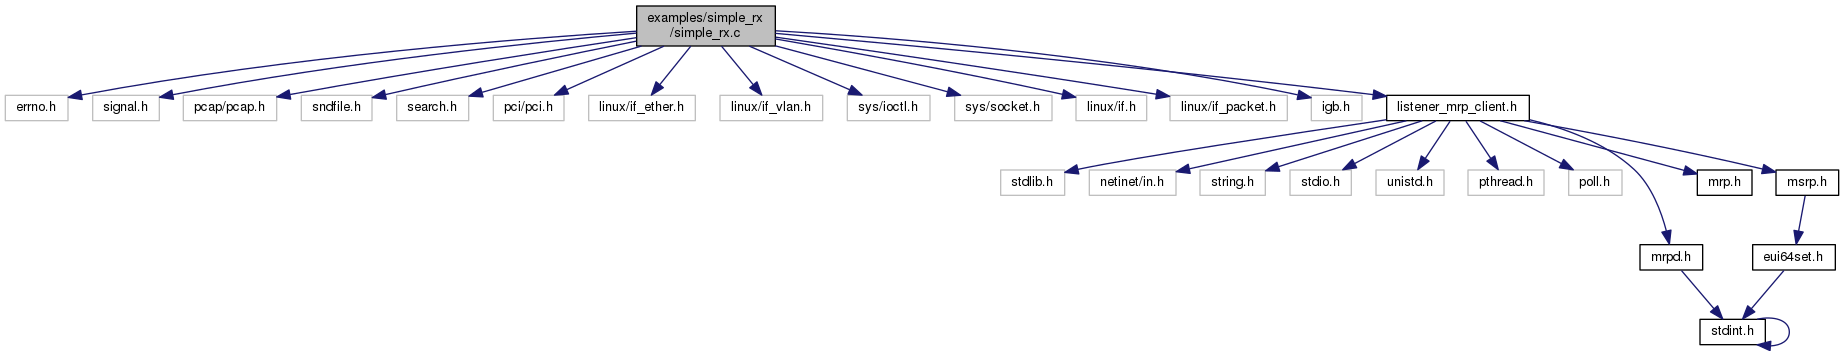 examples/simple_rx
/simple_rx.c
errno.h
signal.h
pcap/pcap.h
sndfile.h
search.h
pci/pci.h
linux/if_ether.h
linux/if_vlan.h
sys/ioctl.h
sys/socket.h
linux/if.h
linux/if_packet.h
igb.h
listener_mrp_client.h
stdlib.h
netinet/in.h
string.h
stdio.h
unistd.h
pthread.h
poll.h
mrp.h
msrp.h
mrpd.h
eui64set.h
stdint.h